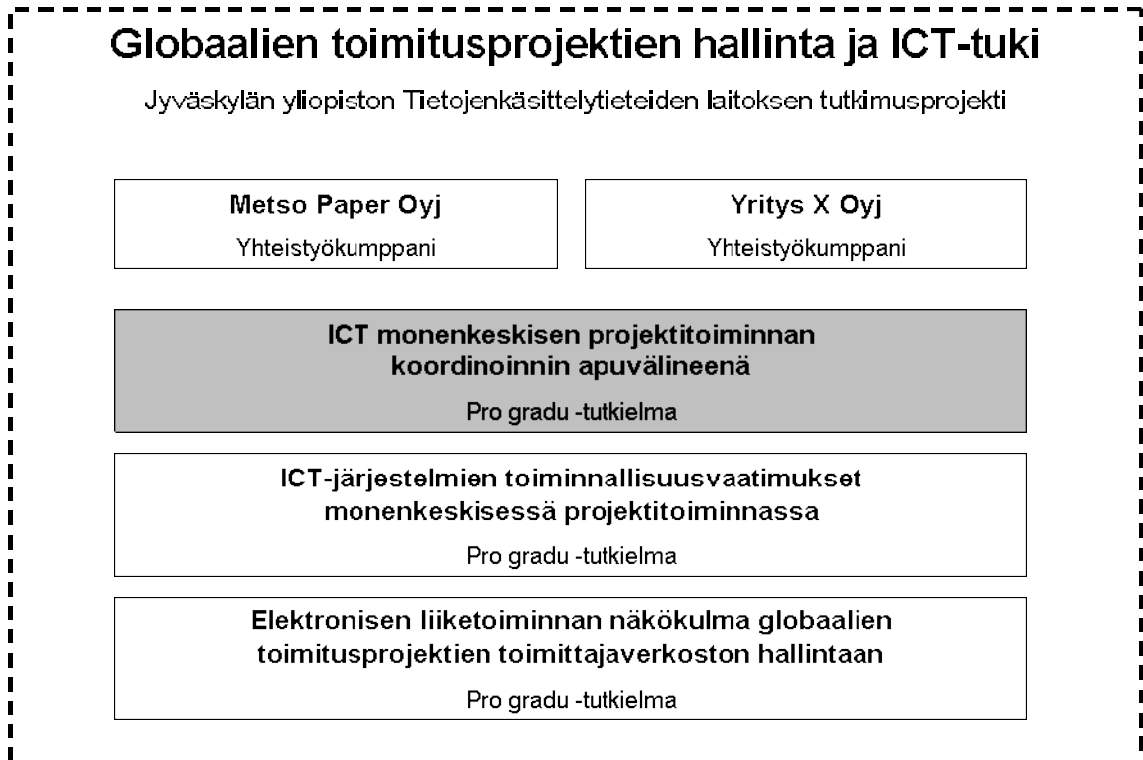 Globaalien toimitusprojektien hallinta ja ICT-tuki
Jyväskylän yliopiston Tietojenkäsittelytieteiden laitoksen tutkimusprojekti
Metso Paper Oyj
Yhteistyökumppani
Yritys X Oyj
Yhteistyökumppani
ICT monenkeskisen projektitoiminnan
koordinoinnin apuvälineenä
Pro gradu -tutkielma
ICT-järjestelmien toiminnallisuusvaatimukset
monenkeskisessä projektitoiminnassa
Pro gradu -tutkielma
Elektronisen liiketoiminnan näkökulma globaalien
toimitusprojektien toimittajaverkoston hallintaan
Pro gradu -tutkielma